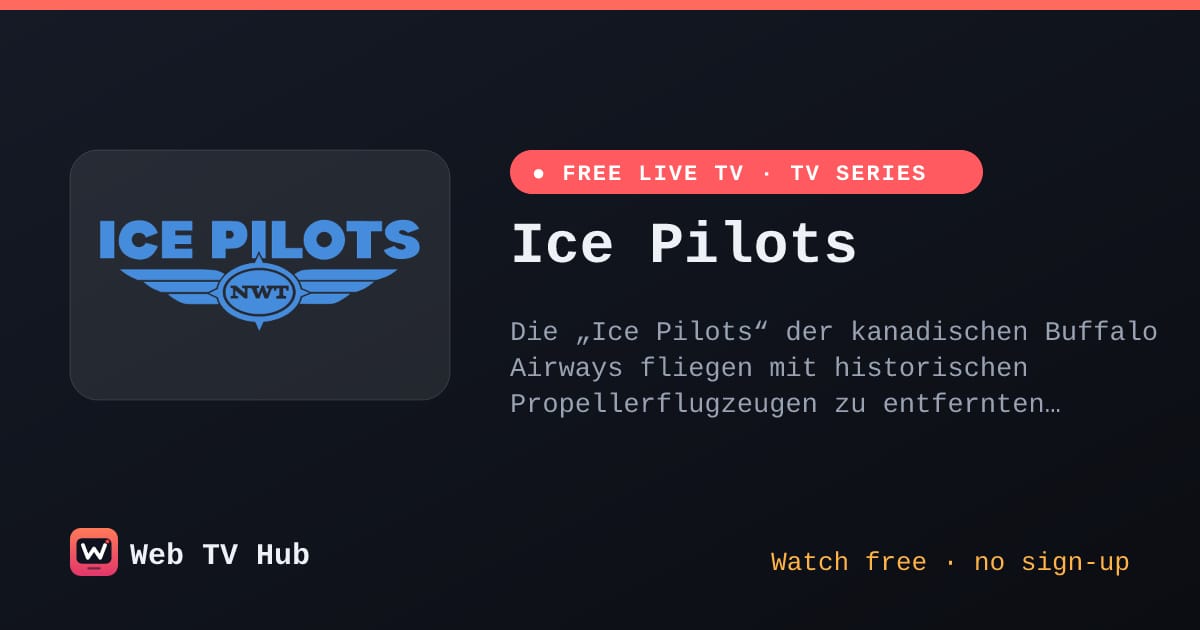 ICE PILOTS
NWT
● FREE LIVE TV · TV SERIES
Ice Pilots
Die „Ice Pilots“ der kanadischen Buffalo
Airways fliegen mit historischen
Propellerflugzeugen zu entfernten…
W
Web TV Hub
Watch free · no sign-up